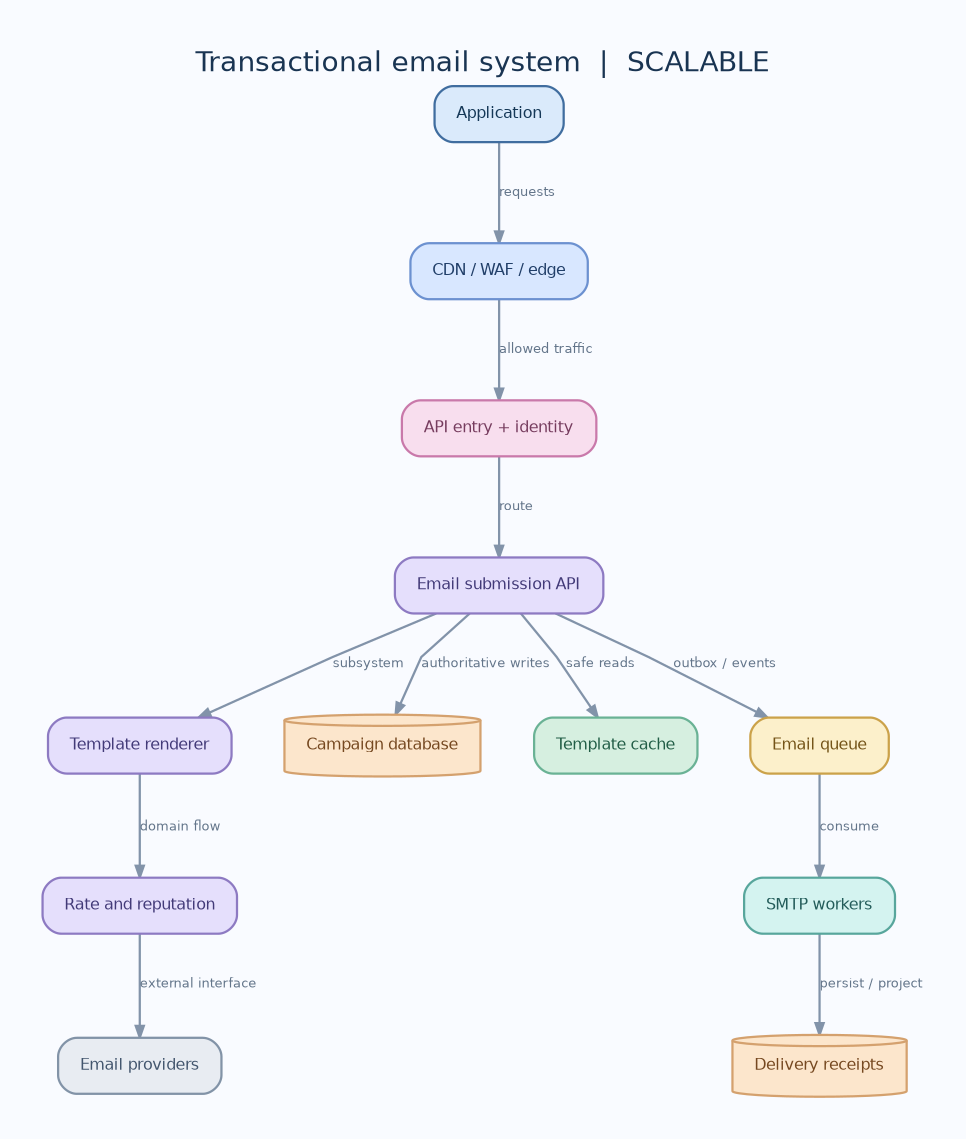 Transactional email system | SCALABLE
Application
requests
CDN / WAF / edge
allowed traffic
API entry + identity
route
Email submission API
subsystem
authoritative writes
safe reads
outbox / events
Template renderer
Campaign database
Template cache
Email queue
domain flow
consume
Rate and reputation
SMTP workers
external interface
persist / project
Email providers
Delivery receipts